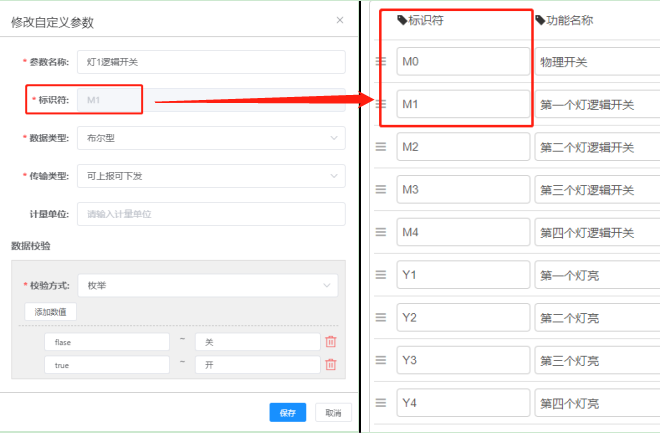 修改自定义参数
×
* 参数名称: 灯1逻辑开关
* 标识符: M1
* 数据类型: 布尔型
* 传输类型: 可上报可下发
计量单位: 请输入计量单位
数据校验
* 校验方式: 枚举
添加数值
flase ~ 关
true ~ 开
保存 取消
标识符 功能名称
M0 物理开关
M1 第一个灯逻辑开关
M2 第二个灯逻辑开关
M3 第三个灯逻辑开关
M4 第四个灯逻辑开关
Y1 第一个灯亮
Y2 第二个灯亮
Y3 第三个灯亮
Y4 第四个灯亮